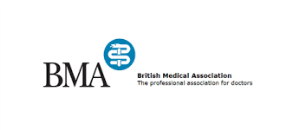 BMA
British Medical Association
The professional association for doctors